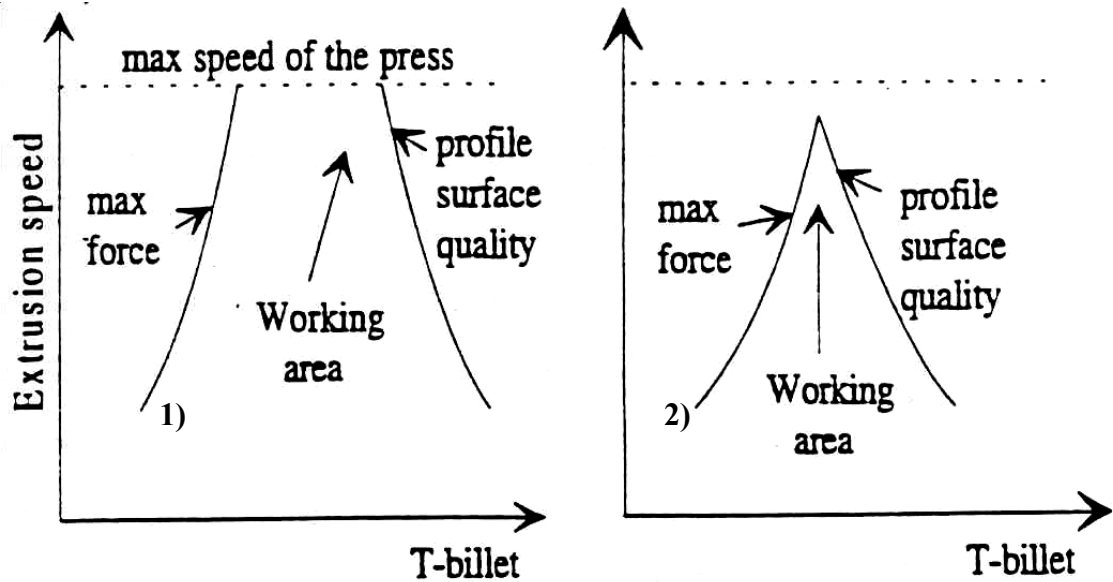 max speed of the press
Extrusion speed
max
force
profile
surface
quality
Working
area
1)
T-billet
max
force
profile
surface
quality
Working
area
2)
T-billet